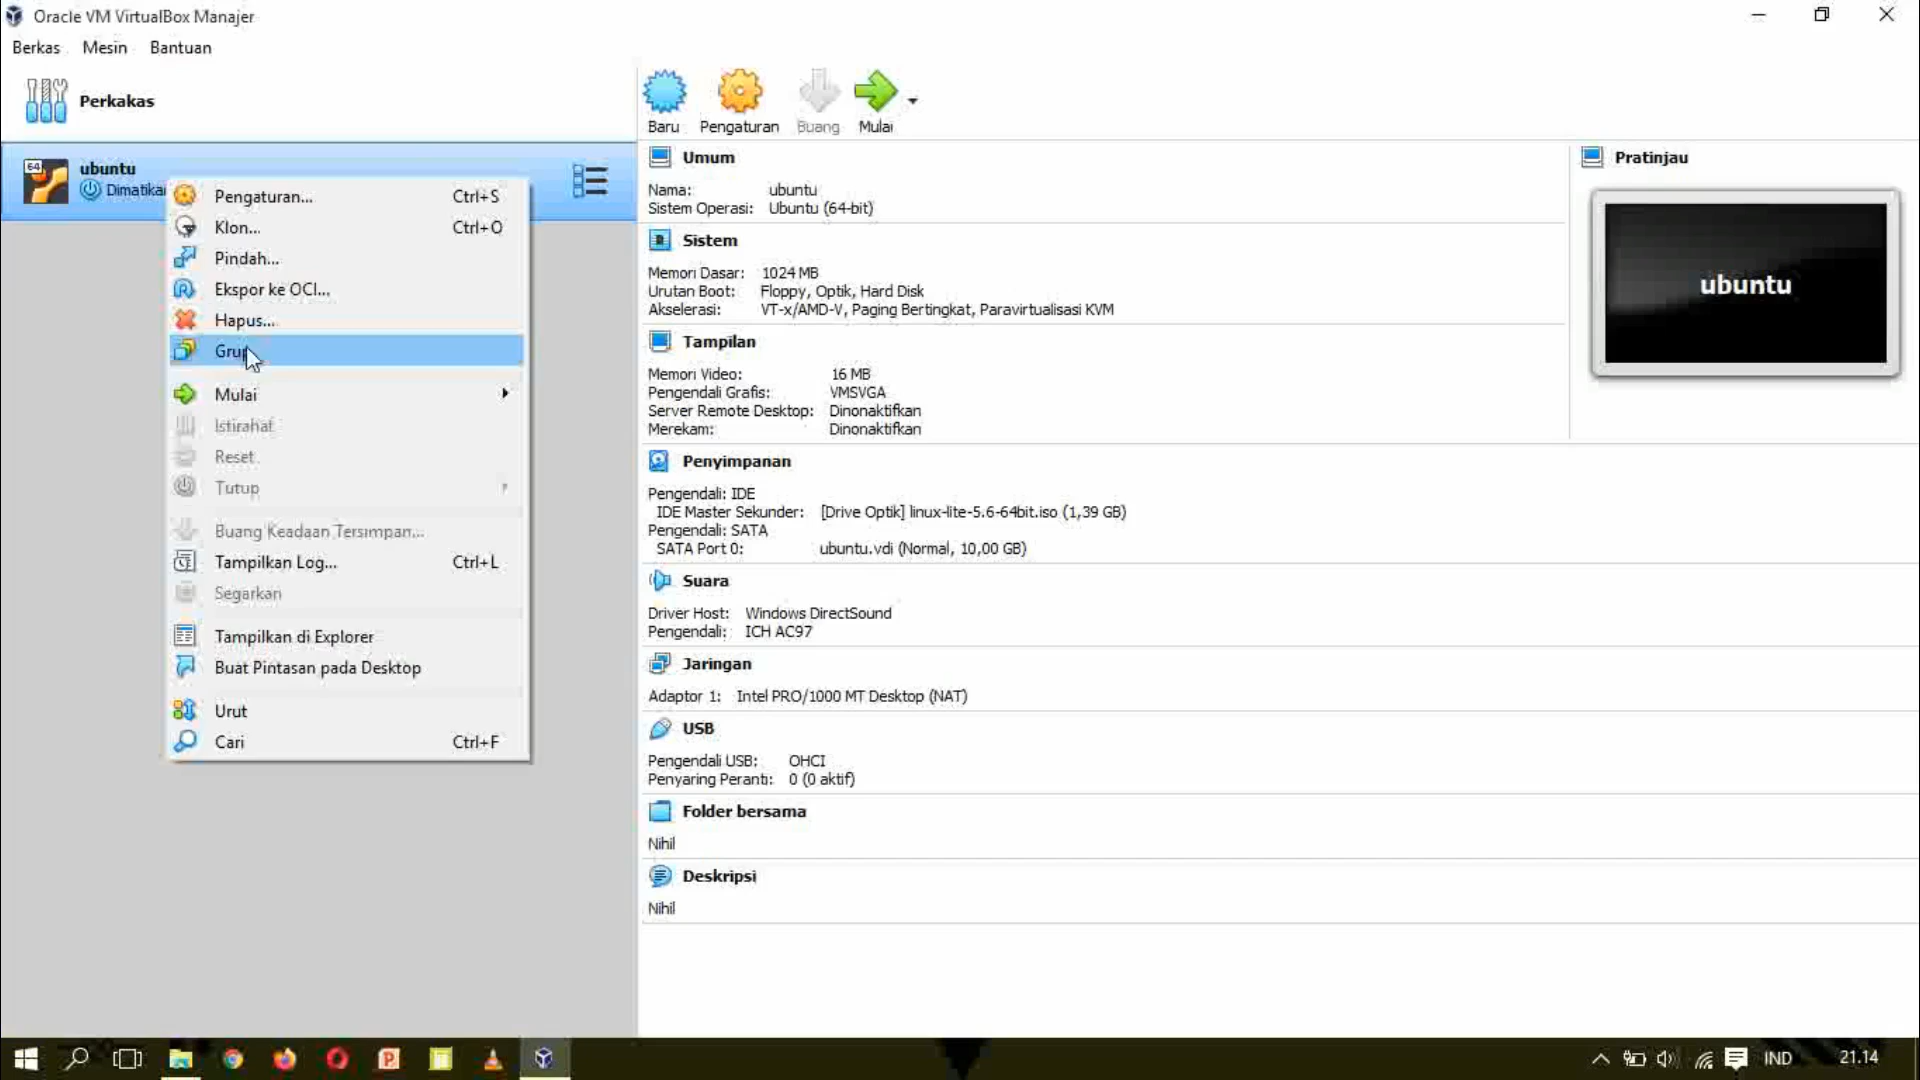 Oracle VM VirtualBox Manajer
Berkas Mesin Bantuan
Perkakas
Baru Pengaturan Buang Mulai
64
ubuntu
Dimatikan
Pengaturan... Ctrl+S
Klon... Ctrl+O
Pindah...
Ekspor ke OCI...
Hapus...
Grup
Mulai
Istirahat
Reset
Tutup
Buang Keadaan Tersimpan...
Tampilkan Log... Ctrl+L
Segarkan
Tampilkan di Explorer
Buat Pintasan pada Desktop
Urut
Cari Ctrl+F
Umum
Nama: ubuntu
Sistem Operasi: Ubuntu (64-bit)
Sistem
Memori Dasar: 1024 MB
Urutan Boot: Floppy, Optik, Hard Disk
Akselerasi: VT-x/AMD-V, Paging Bertingkat, Paravirtualisasi KVM
Tampilan
Memori Video: 16 MB
Pengendali Grafis: VMSVGA
Server Remote Desktop: Dinonaktifkan
Merekam: Dinonaktifkan
Penyimpanan
Pengendali: IDE
IDE Master Sekunder: [Drive Optik] linux-lite-5.6-64bit.iso (1,39 GB)
Pengendali: SATA
SATA Port 0: ubuntu.vdi (Normal, 10,00 GB)
Suara
Driver Host: Windows DirectSound
Pengendali: ICH AC97
Jaringan
Adaptor 1: Intel PRO/1000 MT Desktop (NAT)
USB
Pengendali USB: OHCI
Penyaring Peranti: 0 (0 aktif)
Folder bersama
Nihil
Deskripsi
Nihil
Pratinjau
ubuntu
IND 21.14